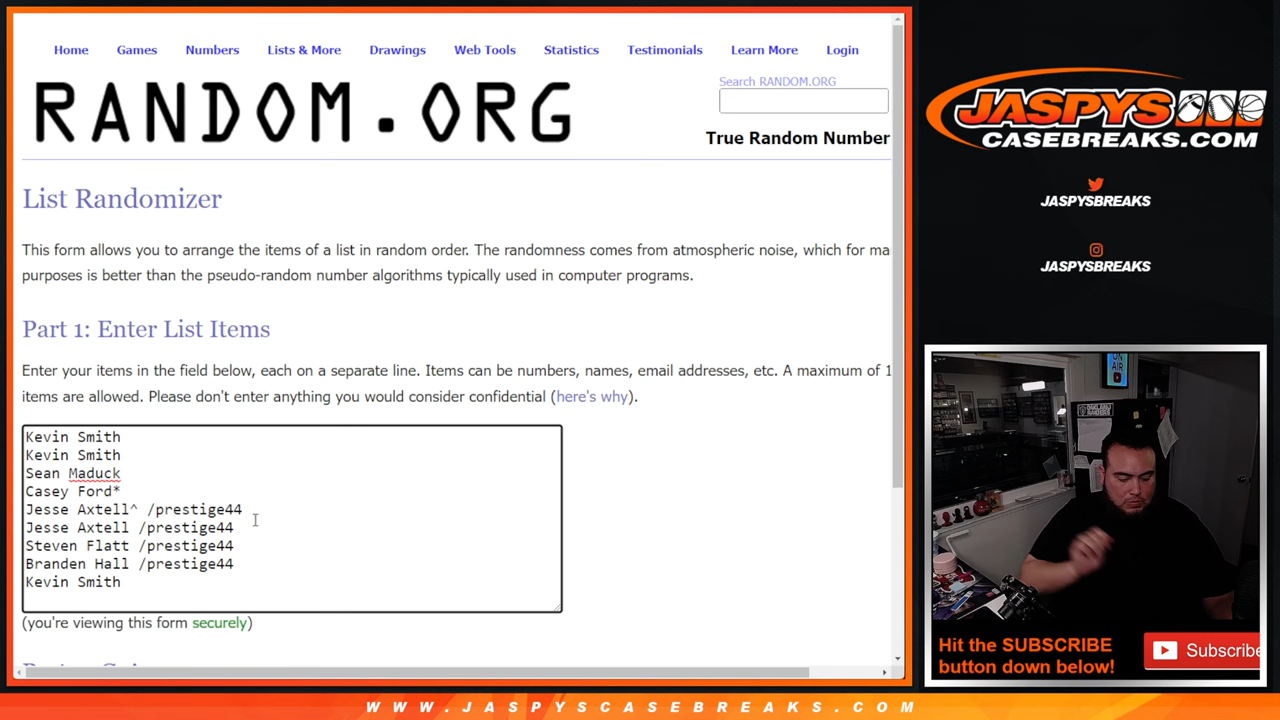 Home Games Numbers Lists & More Drawings Web Tools Statistics Testimonials Learn More Login
Search RANDOM.ORG
RANDOM.ORG
True Random Number
List Randomizer
This form allows you to arrange the items of a list in random order. The randomness comes from atmospheric noise, which for ma
purposes is better than the pseudo-random number algorithms typically used in computer programs.
Part 1: Enter List Items
Enter your items in the field below, each on a separate line. Items can be numbers, names, email addresses, etc. A maximum of 1
items are allowed. Please don't enter anything you would consider confidential (here's why).
Kevin Smith
Kevin Smith
Sean Maduck
Casey Ford*
Jesse Axtell^ /prestige44
Jesse Axtell /prestige44
Steven Flatt /prestige44
Branden Hall /prestige44
Kevin Smith
(you're viewing this form securely)
JASPYS
CASEBREAKS.COM
JASPYSBREAKS
JASPYSBREAKS
ON
AIR
Hit the SUBSCRIBE
button down below!
Subscribe
WWW.JASPYSCASEBREAKS.COM